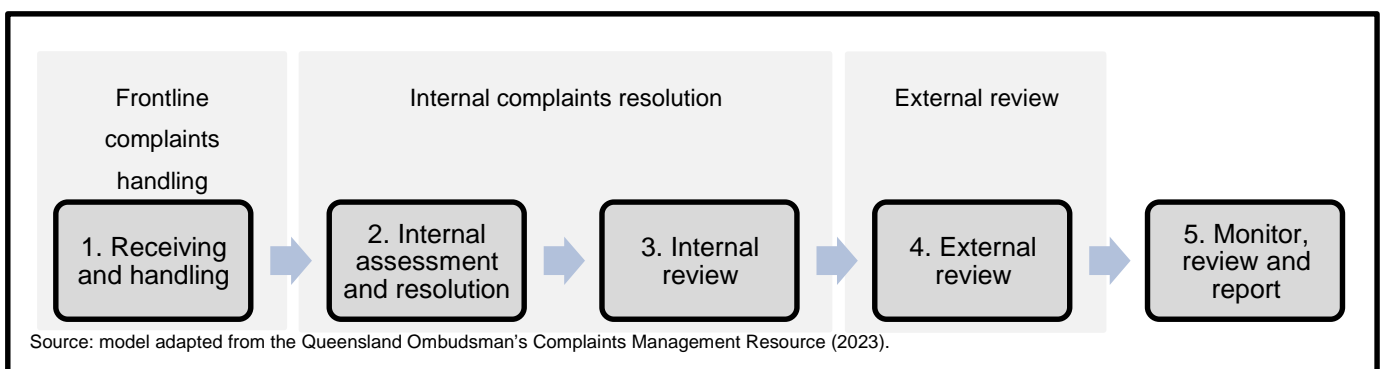 Frontline
complaints
handling
Internal complaints resolution
External review
1. Receiving
and handling
2. Internal
assessment
and resolution
3. Internal
review
4. External
review
5. Monitor,
review and
report
Source: model adapted from the Queensland Ombudsman's Complaints Management Resource (2023).